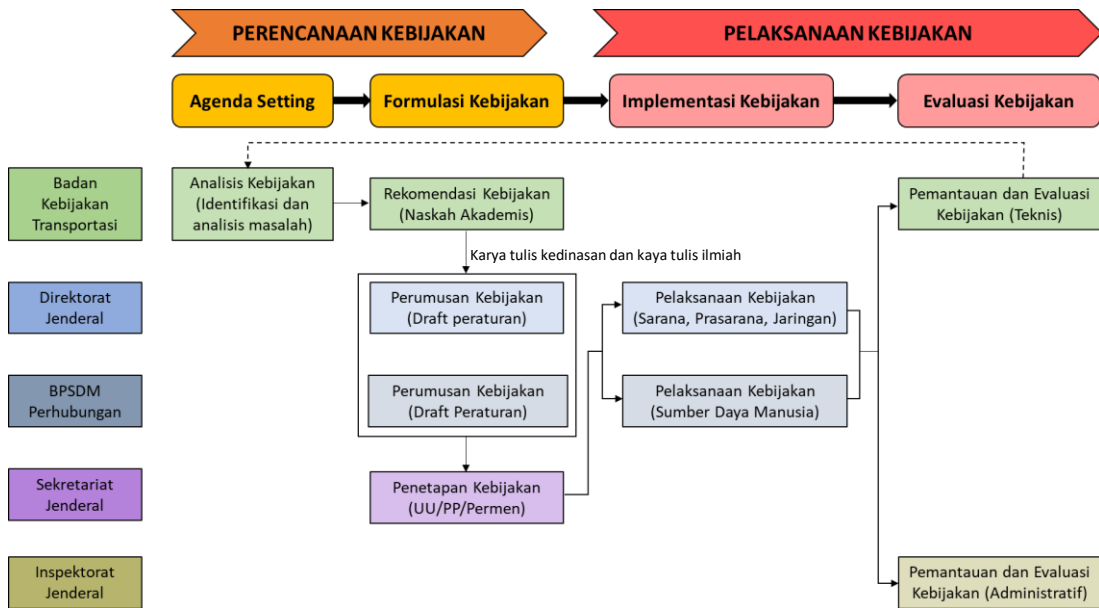 PERENCANAAN KEBIJAKAN
PELAKSANAAN KEBIJAKAN
Agenda Setting
Formulasi Kebijakan
Implementasi Kebijakan
Evaluasi Kebijakan
Badan
Kebijakan
Transportasi
Analisis Kebijakan
(Identifikasi dan
analisis masalah)
Rekomendasi Kebijakan
(Naskah Akademis)
Pemantauan dan Evaluasi
Kebijakan (Teknis)
Karya tulis kedinasan dan kaya tulis ilmiah
Direktorat
Jenderal
Perumusan Kebijakan
(Draft peraturan)
Pelaksanaan Kebijakan
(Sarana, Prasarana, Jaringan)
BPSDM
Perhubungan
Perumusan Kebijakan
(Draft Peraturan)
Pelaksanaan Kebijakan
(Sumber Daya Manusia)
Sekretariat
Jenderal
Penetapan Kebijakan
(UU/PP/Permen)
Inspektorat
Jenderal
Pemantauan dan Evaluasi
Kebijakan (Administratif)